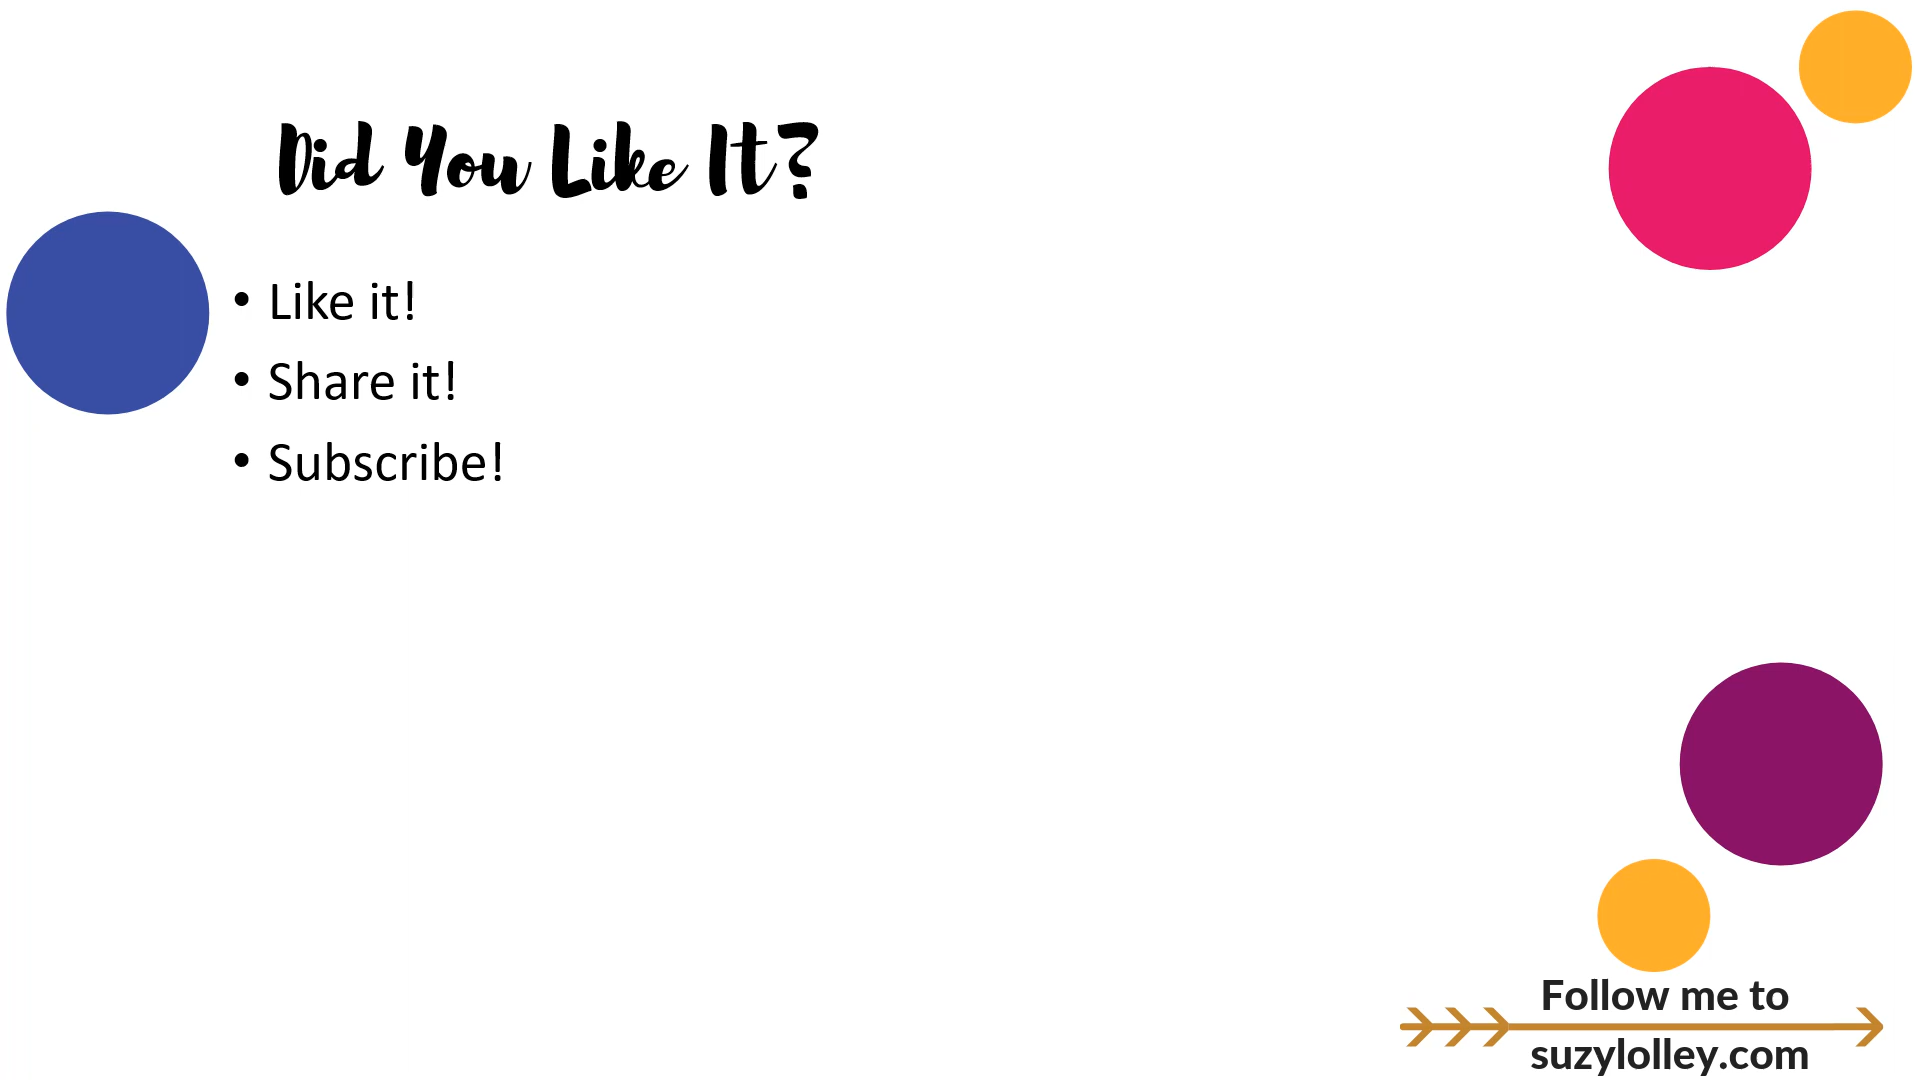 Did You Like It?
• Like it!
• Share it!
• Subscribe!
Follow me to
suzylolley.com